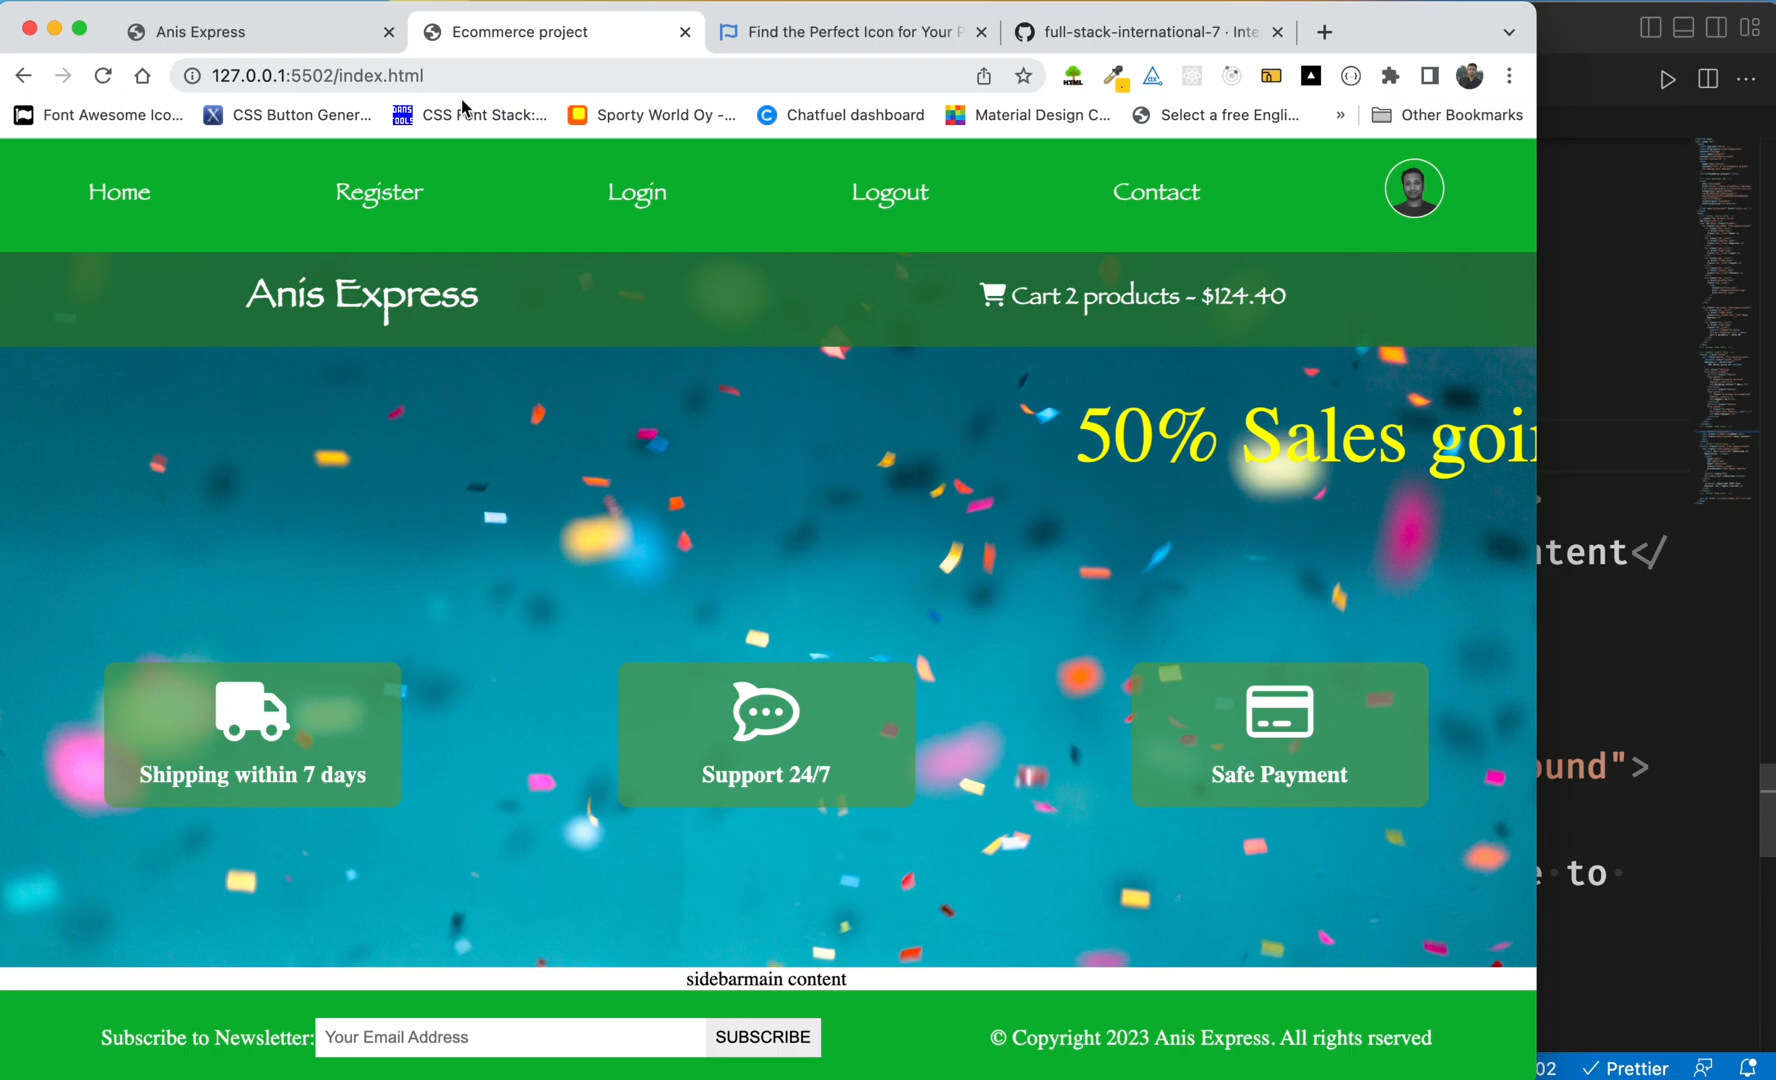 Anis Express
Ecommerce project
Find the Perfect Icon for Your P
full-stack-international-7 · Inte
127.0.0.1:5502/index.html
Font Awesome Ico...
CSS Button Gener...
CSS Font Stack:...
Sporty World Oy -...
Chatfuel dashboard
Material Design C...
Select a free Engli...
»
Other Bookmarks
Home
Register
Login
Logout
Contact
Anis Express
Cart 2 products - $124.40
50% Sales goin
ntent</
Shipping within 7 days
Support 24/7
Safe Payment
ound">
e to
sidebarmain content
Subscribe to Newsletter:
Your Email Address
SUBSCRIBE
© Copyright 2023 Anis Express. All rights rserved
02
Prettier